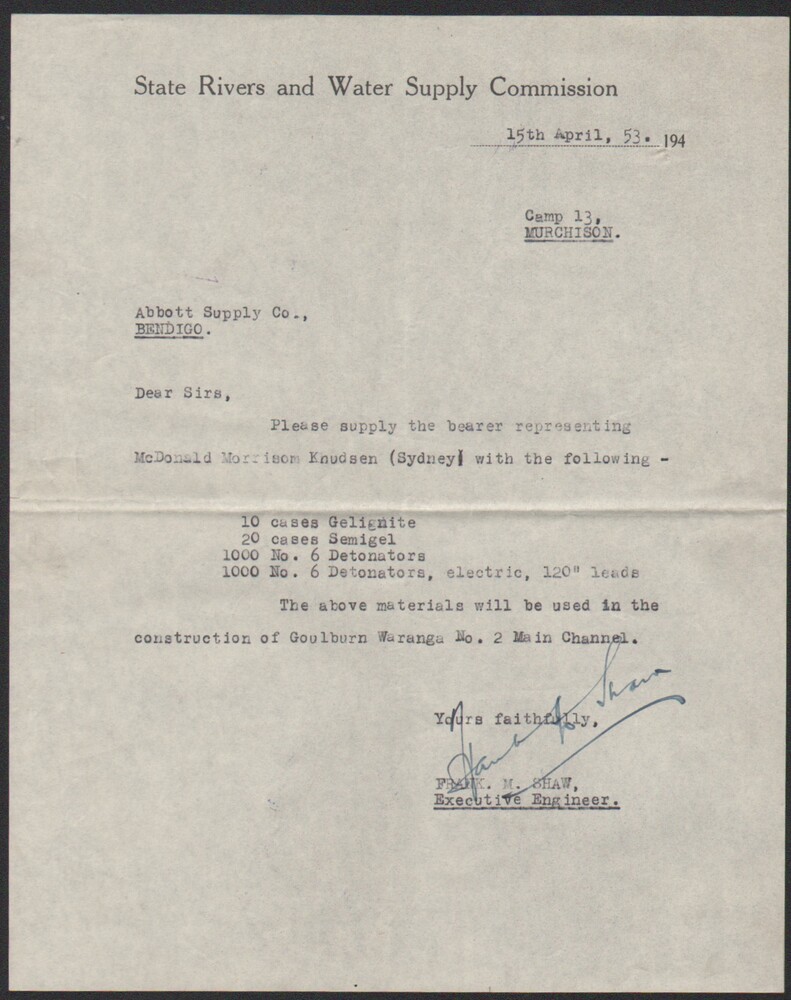 State Rivers and Water Supply Commission
15th April, 53. 194
Camp 13,
MURCHISON.
Abbott Supply Co.,
BENDIGO.
Dear Sirs,
Please supply the bearer representing
McDonald Morrison Knudsen (Sydney) with the following -
10 cases Gelignite
20 cases Semigel
1000 No. 6 Detonators
1000 No. 6 Detonators, electric, 120" leads
The above materials will be used in the
construction of Goulburn Waranga No. 2 Main Channel.
Yours faithfully,
Frank M Shaw
FRANK. M. SHAW,
Executive Engineer.